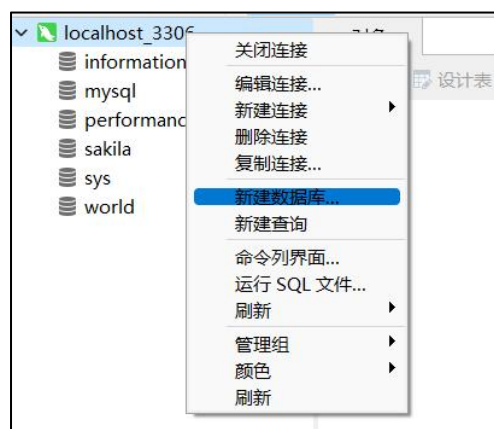 localhost_3306
information
mysql
performanc
sakila
sys
world
关闭连接
编辑连接...
新建连接
删除连接
复制连接...
新建数据库...
新建查询
命令列界面...
运行 SQL 文件...
刷新
管理组
颜色
刷新
对象
设计表